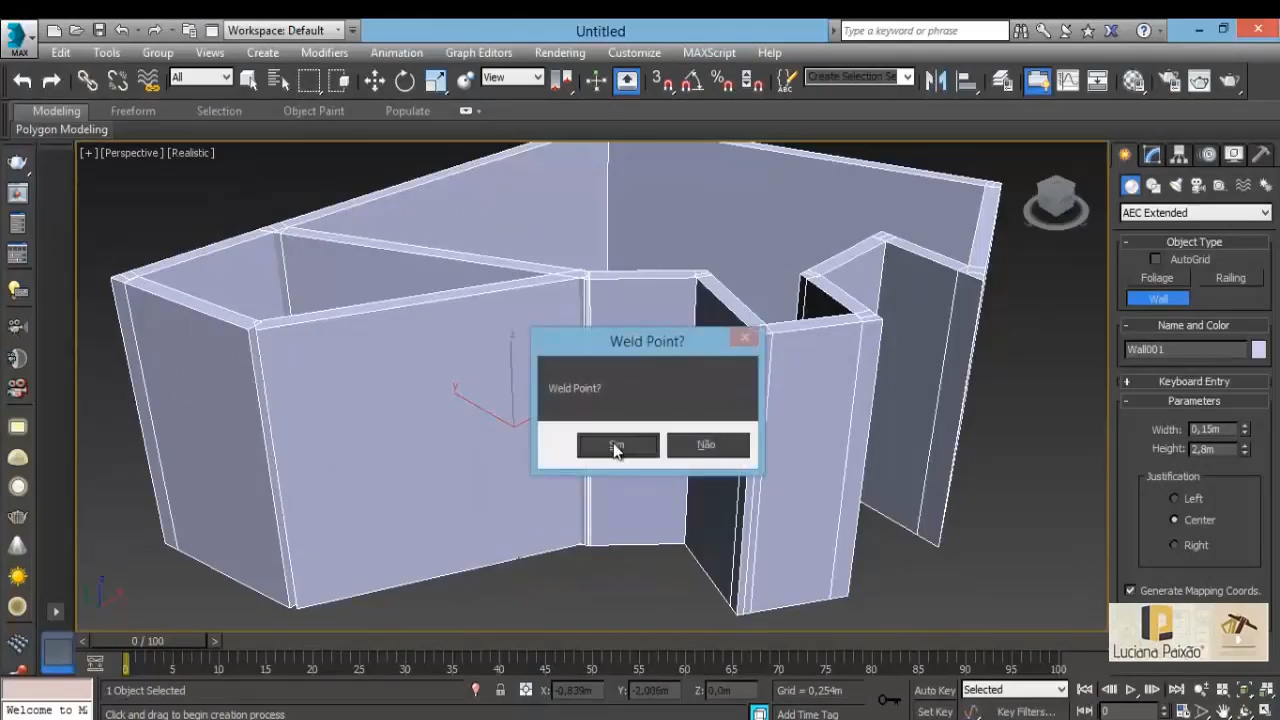 Workspace: Default
Untitled
Type a keyword or phrase
MAX
Edit Tools Group Views Create Modifiers Animation Graph Editors Rendering Customize MAXScript Help
All
View
Create Selection Se
Modeling Freeform Selection Object Paint Populate
Polygon Modeling
[+] [Perspective] [Realistic]
AEC Extended
Object Type
AutoGrid
Foliage Railing
Wall
Name and Color
Wall001
Keyboard Entry
Parameters
Width: 0,15m
Height: 2,8m
Justification
Left
Center
Right
Generate Mapping Coords.
Weld Point?
Weld Point?
Sim Não
z
y
Luciana Paixão
0 / 100
0 5 10 15 20 25 30 35 40 45 50 55 60 65 70 75 80 85 90 95 100
1 Object Selected
X: -0,839m Y: -2,006m Z: 0,0m
Grid = 0,254m
Auto Key Selected
Welcome to M
Click and drag to begin creation process
Add Time Tag
Set Key Key Filters...
0